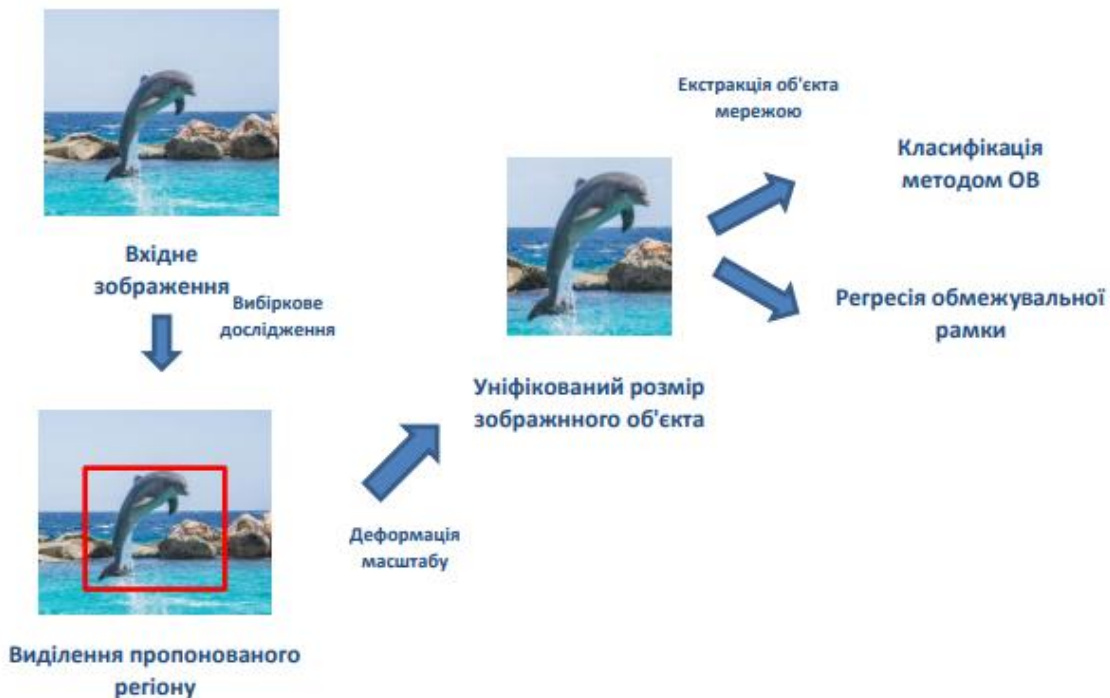 Вхідне
зображення
Вибіркове
дослідження
Виділення пропонованого
регіону
Деформація
масштабу
Уніфікований розмір
зображнного об'єкта
Екстракція об'єкта
мережою
Класифікація
методом ОВ
Регресія обмежувальної
рамки